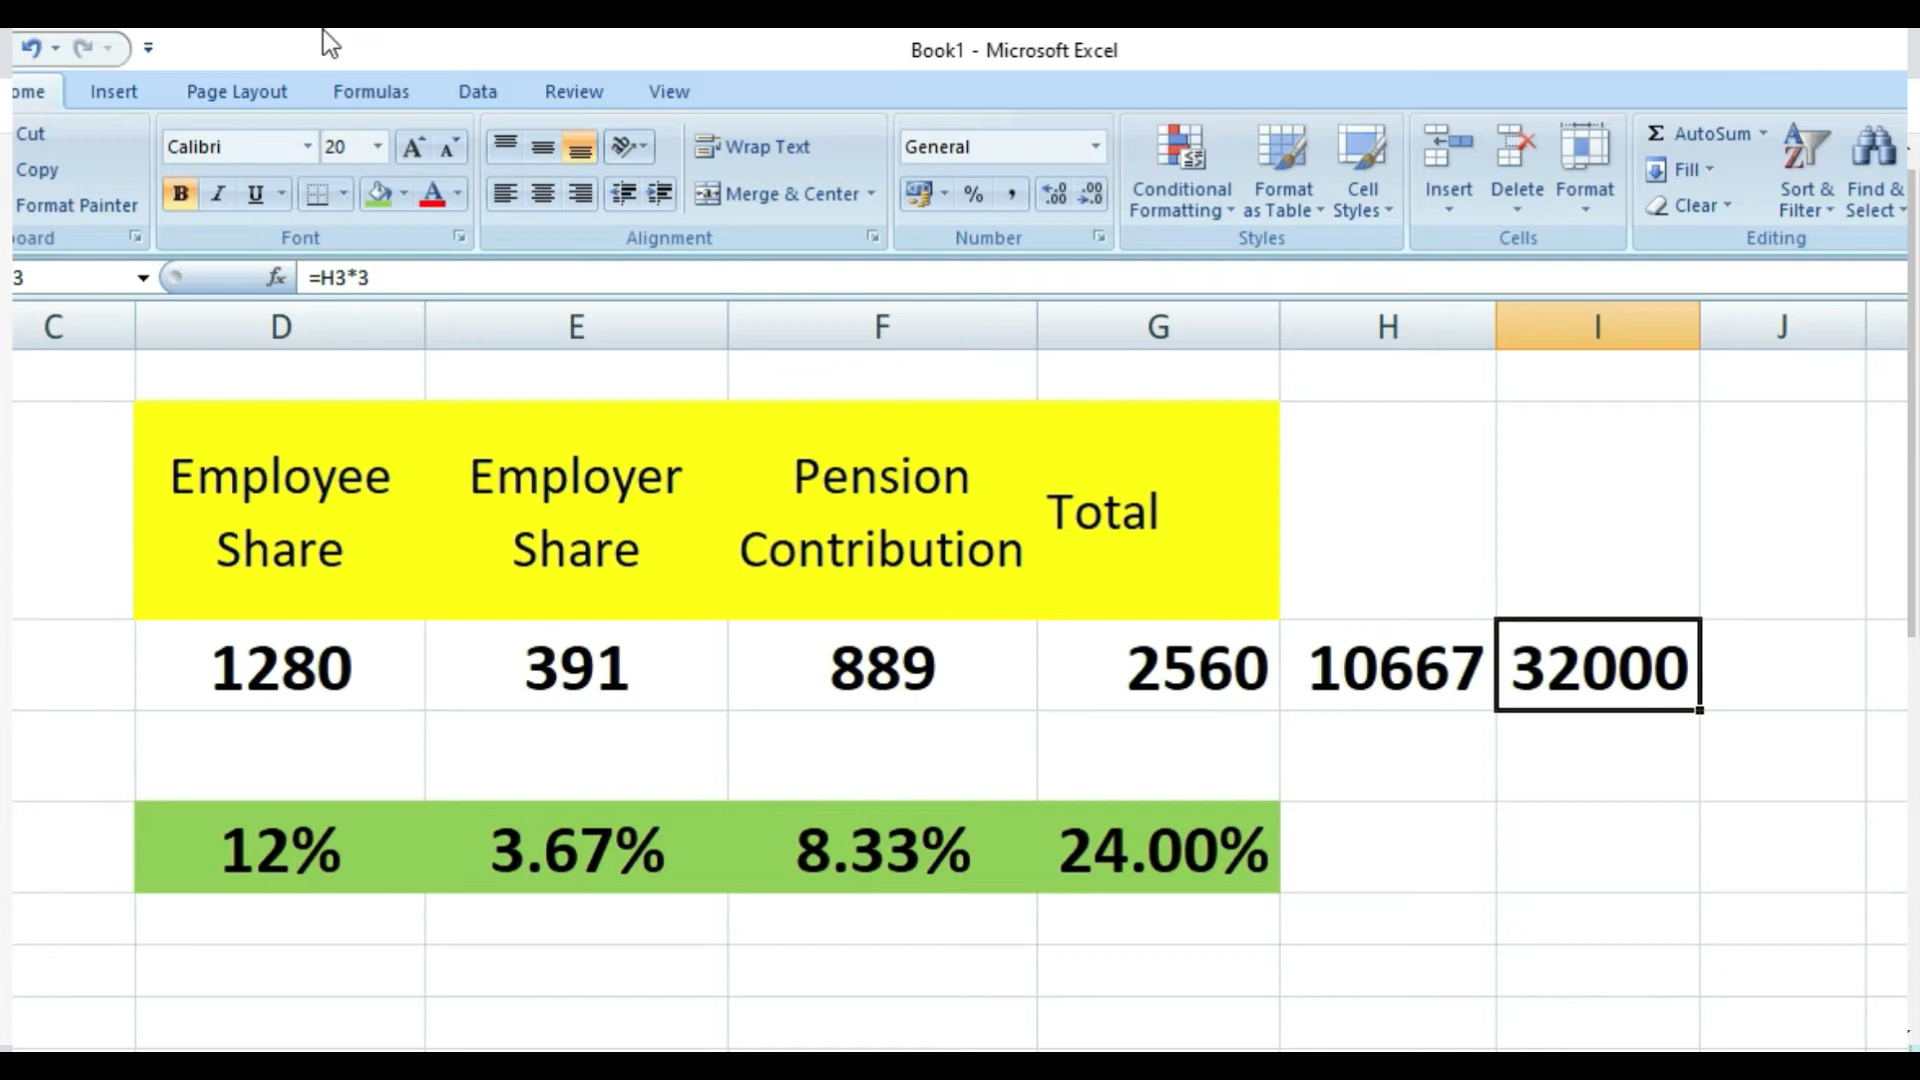 Book1 - Microsoft Excel
ome Insert Page Layout Formulas Data Review View
Cut
Copy
Format Painter
oard
Calibri 20
B I U
Font
Wrap Text
Merge & Center
Alignment
General
% ,
Number
Conditional Formatting
Format as Table
Cell Styles
Styles
Insert Delete Format
Cells
Σ AutoSum
Fill
Clear
Sort & Filter
Find & Select
Editing
3 fx =H3*3
C D E F G H I J
Employee Share
Employer Share
Pension Contribution
Total
1280 391 889 2560 10667 32000
12% 3.67% 8.33% 24.00%